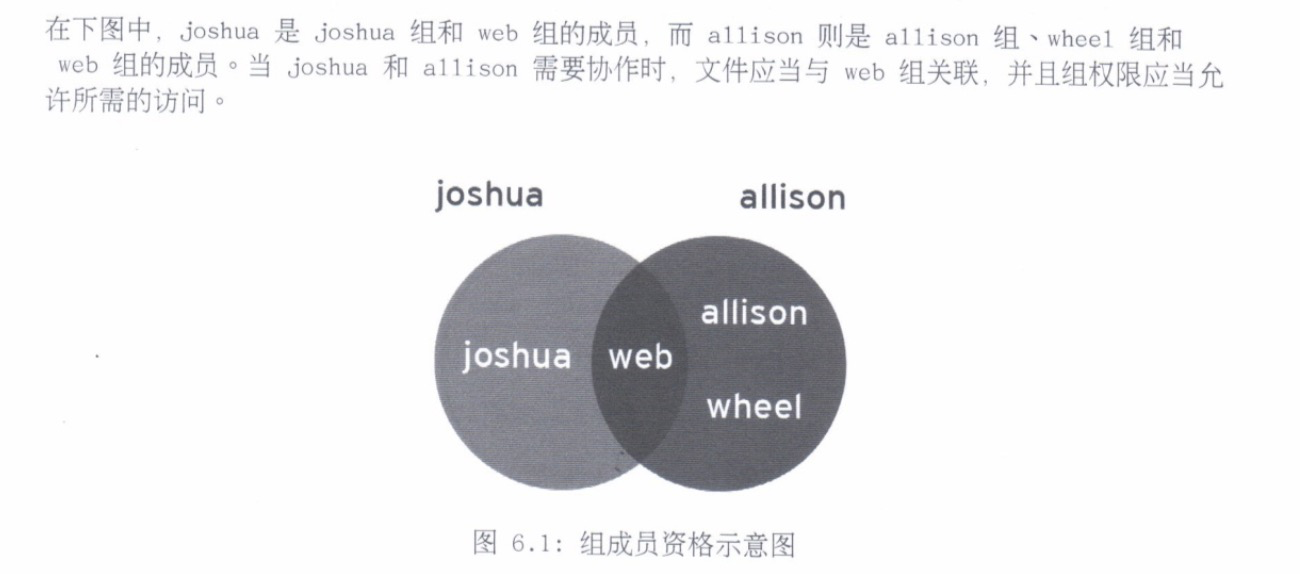 在下图中，joshua 是 joshua 组和 web 组的成员，而 allison 则是 allison 组、wheel 组和
web 组的成员。当 joshua 和 allison 需要协作时，文件应当与 web 组关联，并且组权限应当允
许所需的访问。
joshua allison
allison
joshua web
wheel
图 6.1: 组成员资格示意图